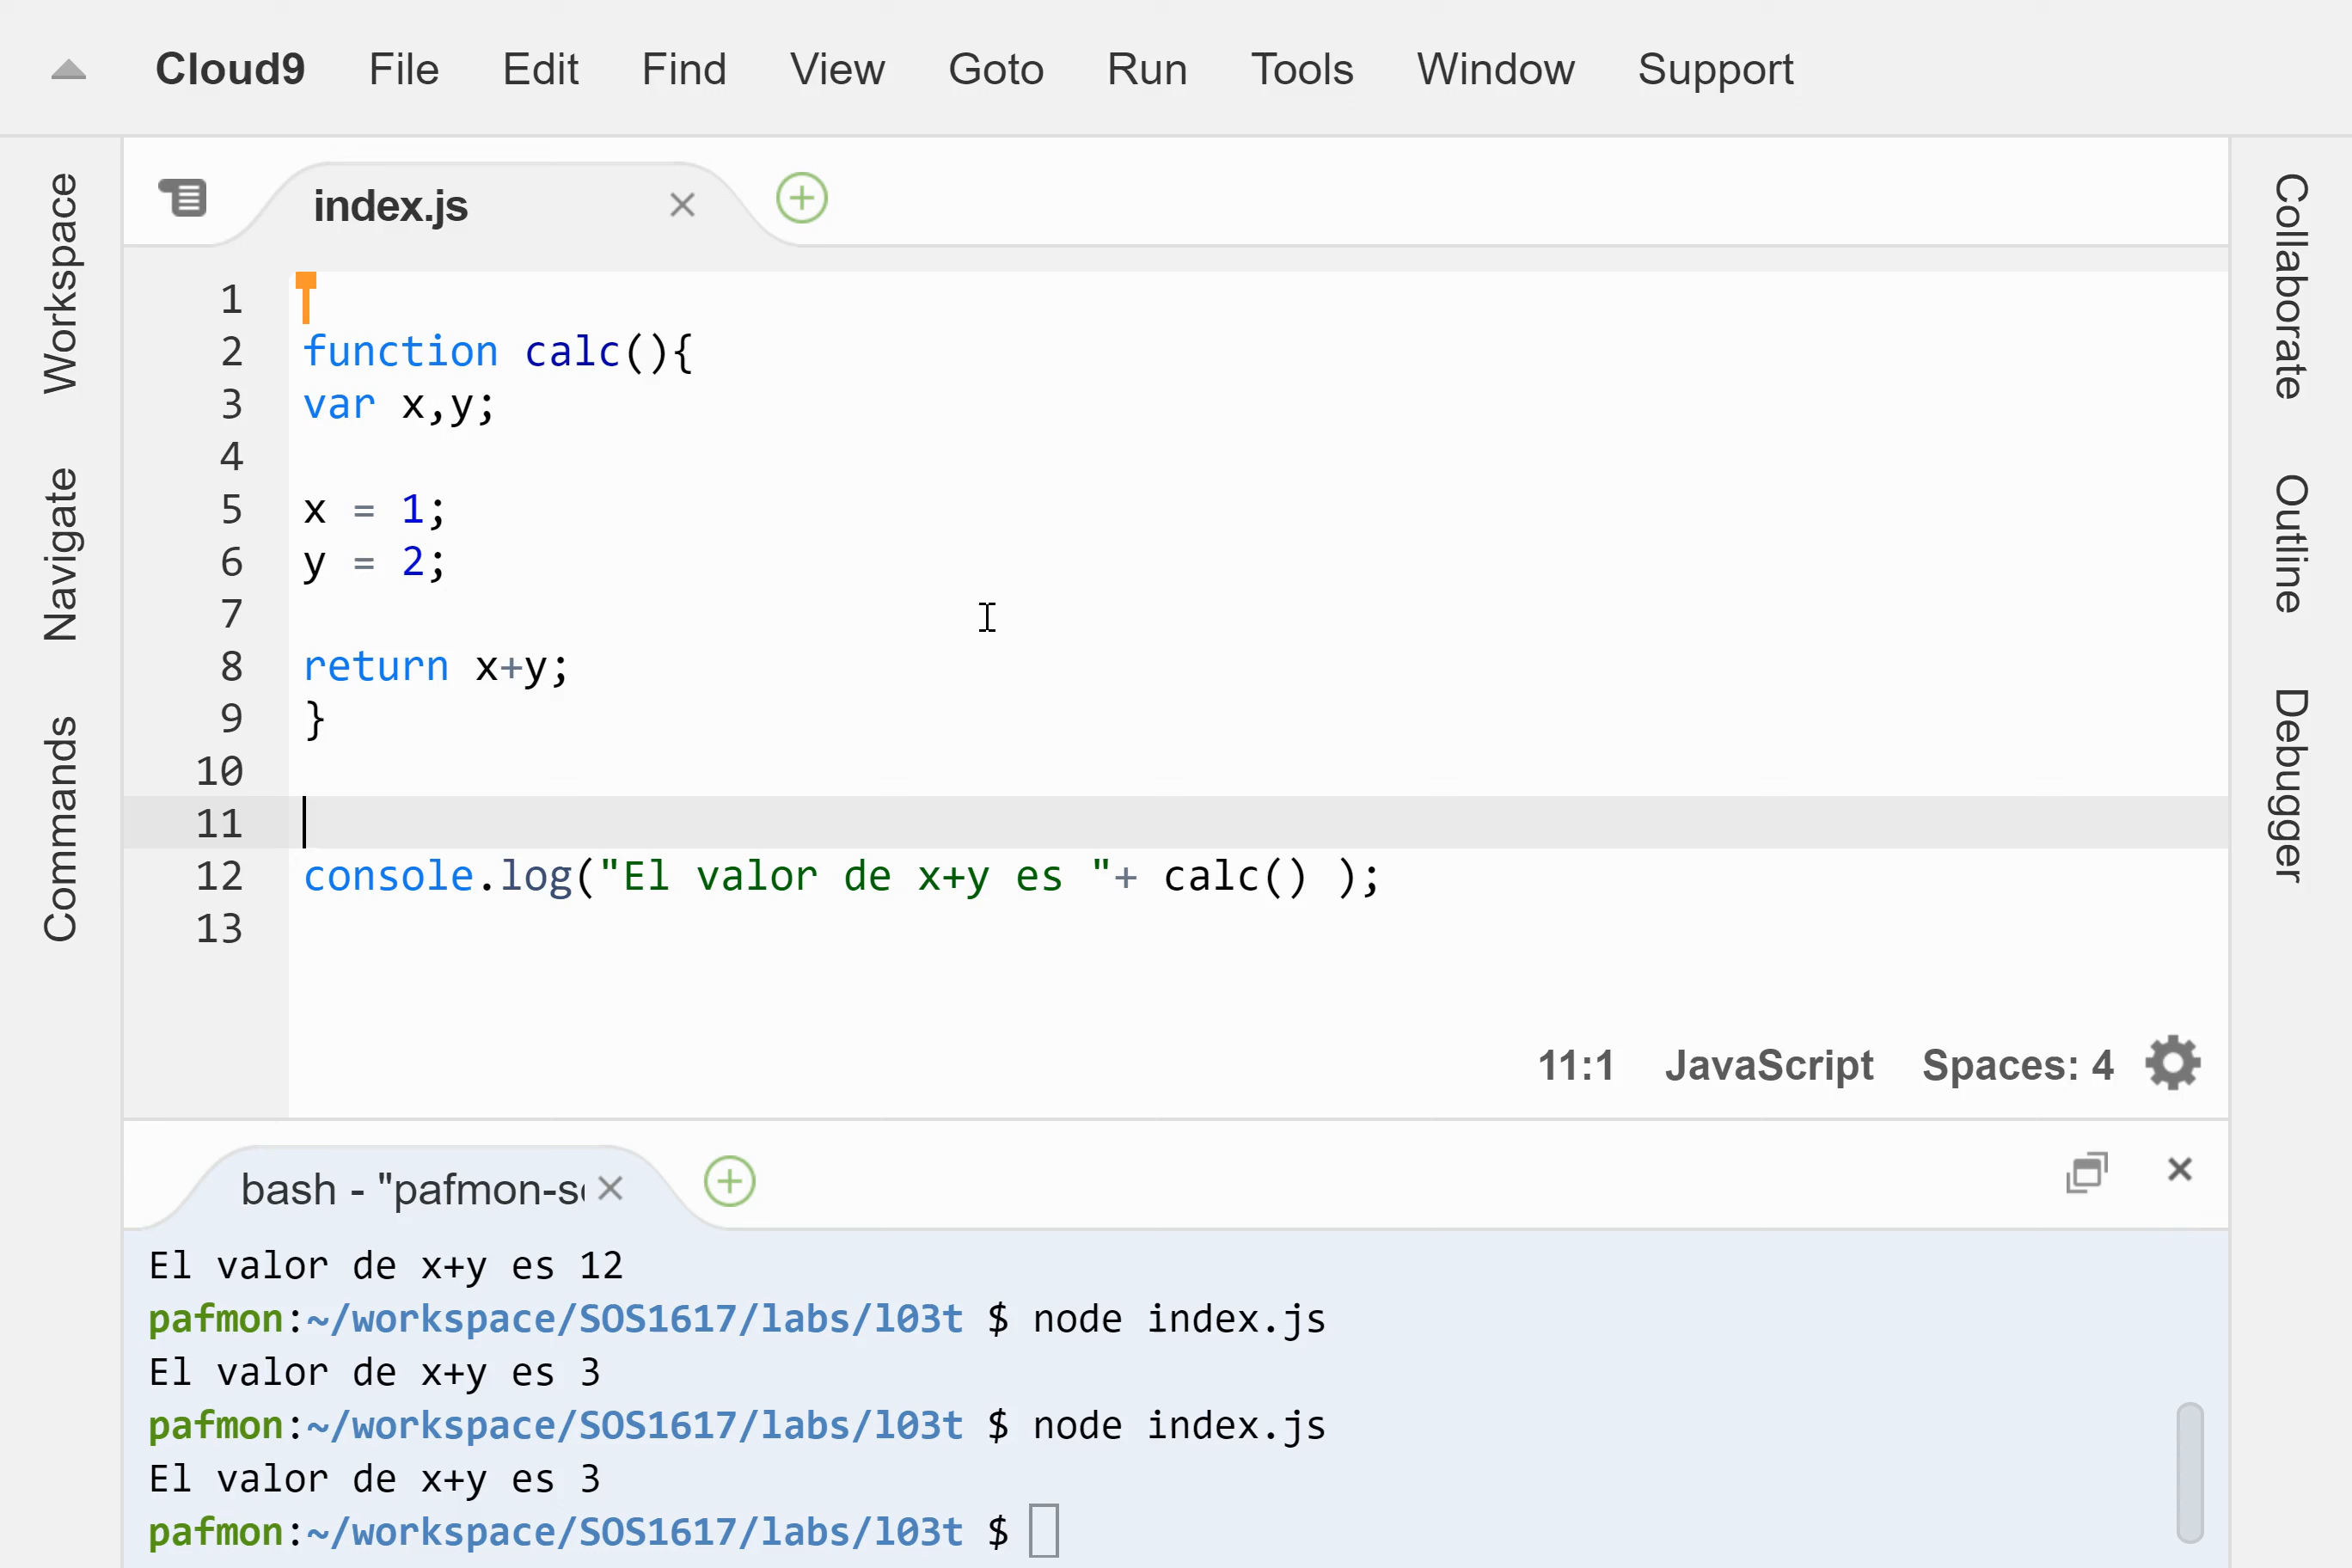 Cloud9 File Edit Find View Goto Run Tools Window Support
Workspace
Navigate
Commands
index.js
1
2 function calc(){
3 var x,y;
4
5 x = 1;
6 y = 2;
7
8 return x+y;
9 }
10
11
12 console.log("El valor de x+y es "+ calc() );
13
11:1 JavaScript Spaces: 4
Collaborate
Outline
Debugger
bash - "pafmon-s
El valor de x+y es 12
pafmon:~/workspace/SOS1617/labs/l03t $ node index.js
El valor de x+y es 3
pafmon:~/workspace/SOS1617/labs/l03t $ node index.js
El valor de x+y es 3
pafmon:~/workspace/SOS1617/labs/l03t $